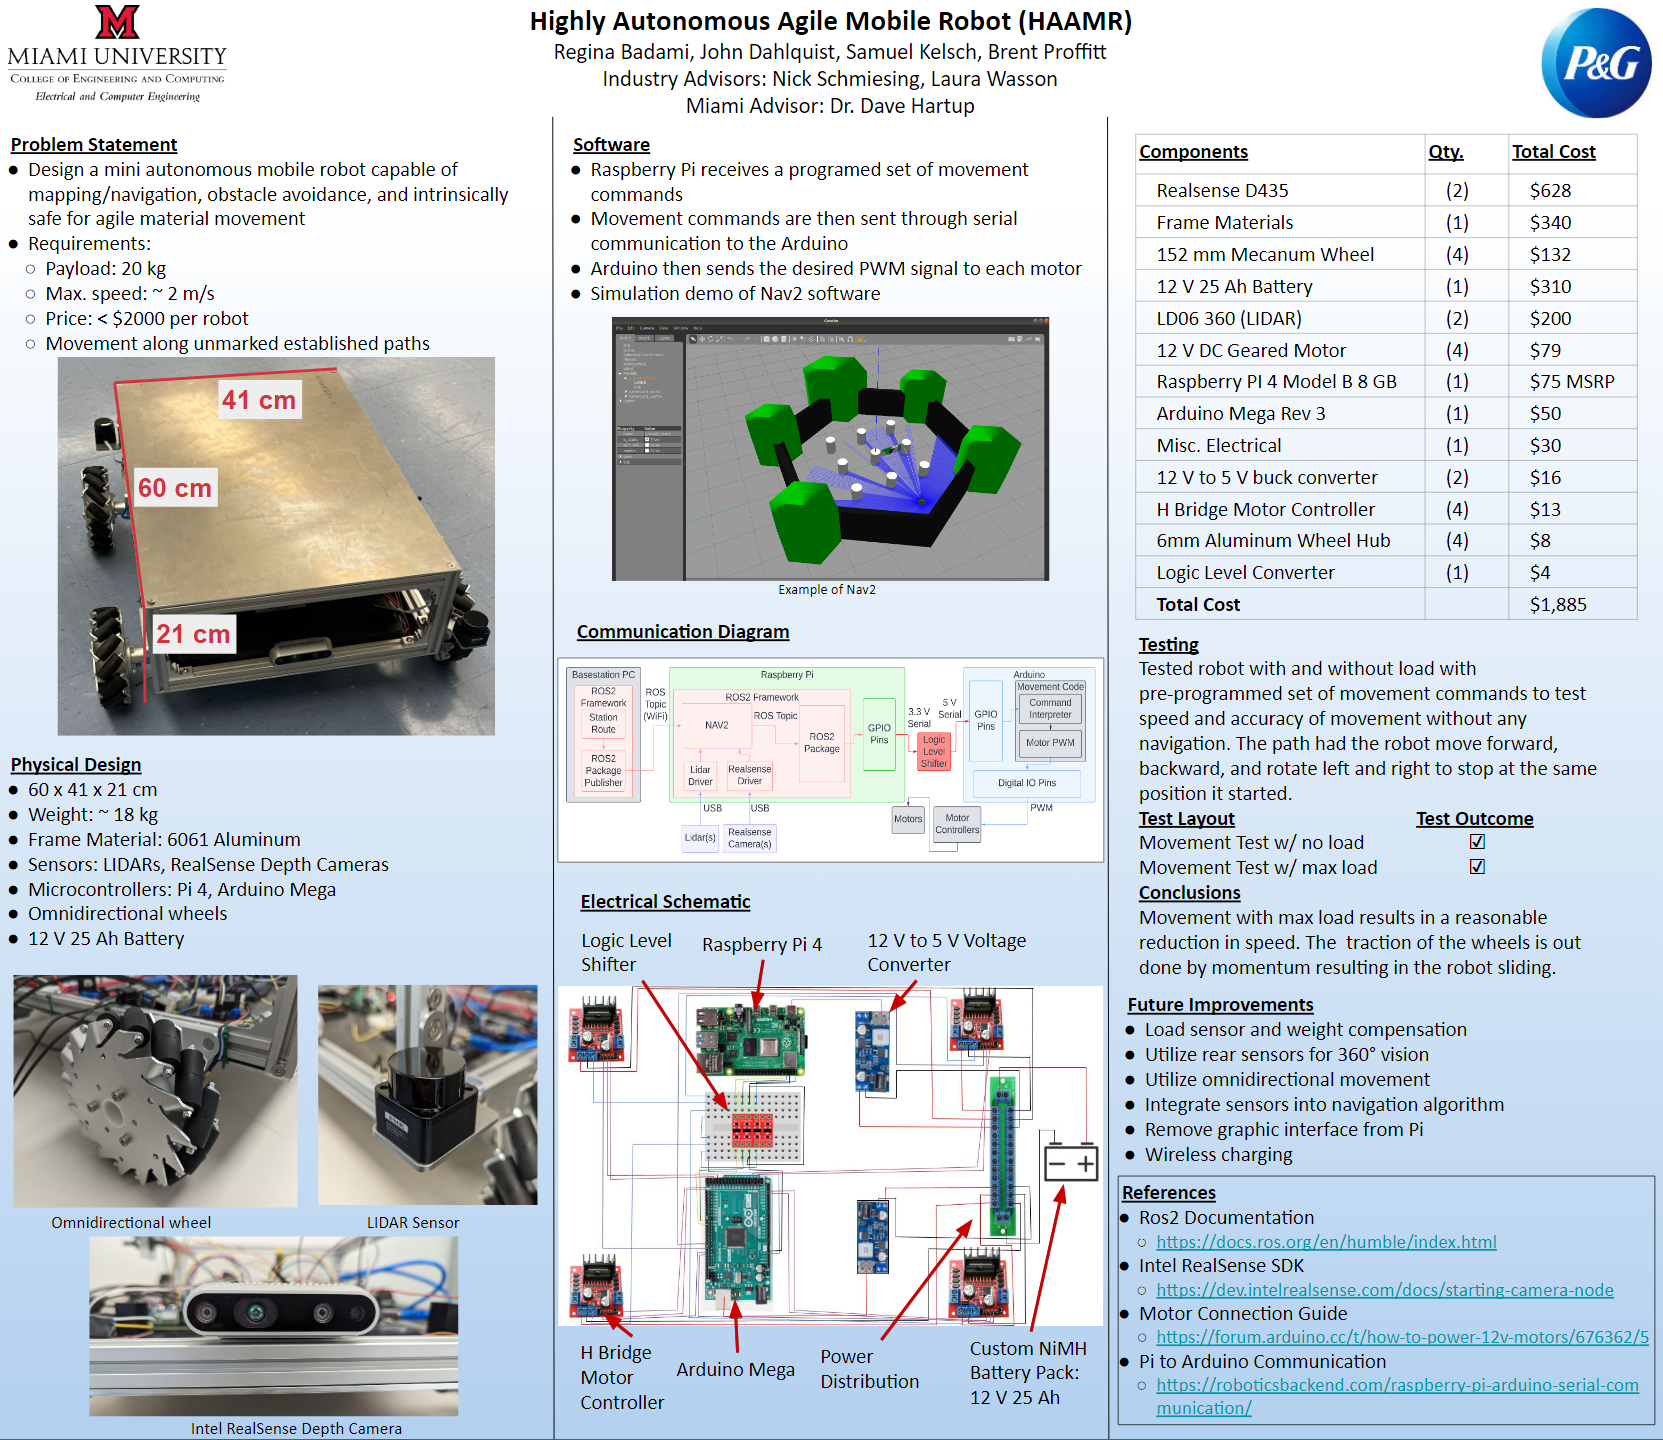 MIAMI UNIVERSITY
COLLEGE OF ENGINEERING AND COMPUTING
Electrical and Computer Engineering
Highly Autonomous Agile Mobile Robot (HAAMR)
Regina Badami, John Dahlquist, Samuel Kelsch, Brent Proffitt
Industry Advisors: Nick Schmiesing, Laura Wasson
Miami Advisor: Dr. Dave Hartup
P&G
Problem Statement
● Design a mini autonomous mobile robot capable of
mapping/navigation, obstacle avoidance, and intrinsically
safe for agile material movement
● Requirements:
○ Payload: 20 kg
○ Max. speed: ~ 2 m/s
○ Price: < $2000 per robot
○ Movement along unmarked established paths
41 cm
60 cm
21 cm
Physical Design
● 60 x 41 x 21 cm
● Weight: ~ 18 kg
● Frame Material: 6061 Aluminum
● Sensors: LIDARs, RealSense Depth Cameras
● Microcontrollers: Pi 4, Arduino Mega
● Omnidirectional wheels
● 12 V 25 Ah Battery
Omnidirectional wheel
LIDAR Sensor
Intel RealSense Depth Camera
Software
● Raspberry Pi receives a programed set of movement
commands
● Movement commands are then sent through serial
communication to the Arduino
● Arduino then sends the desired PWM signal to each motor
● Simulation demo of Nav2 software
Example of Nav2
Communication Diagram
Basestation PC
ROS2
Framework
Station
Route
ROS2
Package
Publisher
ROS
Topic
(WiFi)
Raspberry Pi
ROS2 Framework
NAV2
ROS Topic
ROS2
Package
Lidar
Driver
Realsense
Driver
USB
USB
Lidar(s)
Realsense
Camera(s)
GPIO
Pins
3.3 V
Serial
Logic
Level
Shifter
5 V
Serial
Arduino
GPIO
Pins
Movement Code
Command
Interpreter
Motor PWM
Digital IO Pins
PWM
Motors
Motor
Controllers
Electrical Schematic
Logic Level
Shifter
Raspberry Pi 4
12 V to 5 V Voltage
Converter
H Bridge
Motor
Controller
Arduino Mega
Power
Distribution
Custom NiMH
Battery Pack:
12 V 25 Ah
Components Qty. Total Cost
Realsense D435 (2) $628
Frame Materials (1) $340
152 mm Mecanum Wheel (4) $132
12 V 25 Ah Battery (1) $310
LD06 360 (LIDAR) (2) $200
12 V DC Geared Motor (4) $79
Raspberry PI 4 Model B 8 GB (1) $75 MSRP
Arduino Mega Rev 3 (1) $50
Misc. Electrical (1) $30
12 V to 5 V buck converter (2) $16
H Bridge Motor Controller (4) $13
6mm Aluminum Wheel Hub (4) $8
Logic Level Converter (1) $4
Total Cost $1,885
Testing
Tested robot with and without load with
pre-programmed set of movement commands to test
speed and accuracy of movement without any
navigation. The path had the robot move forward,
backward, and rotate left and right to stop at the same
position it started.
Test Layout Test Outcome
Movement Test w/ no load ☑
Movement Test w/ max load ☑
Conclusions
Movement with max load results in a reasonable
reduction in speed. The traction of the wheels is out
done by momentum resulting in the robot sliding.
Future Improvements
● Load sensor and weight compensation
● Utilize rear sensors for 360° vision
● Utilize omnidirectional movement
● Integrate sensors into navigation algorithm
● Remove graphic interface from Pi
● Wireless charging
References
● Ros2 Documentation
○ https://docs.ros.org/en/humble/index.html
● Intel RealSense SDK
○ https://dev.intelrealsense.com/docs/starting-camera-node
● Motor Connection Guide
○ https://forum.arduino.cc/t/how-to-power-12v-motors/676362/5
● Pi to Arduino Communication
○ https://roboticsbackend.com/raspberry-pi-arduino-serial-com
munication/